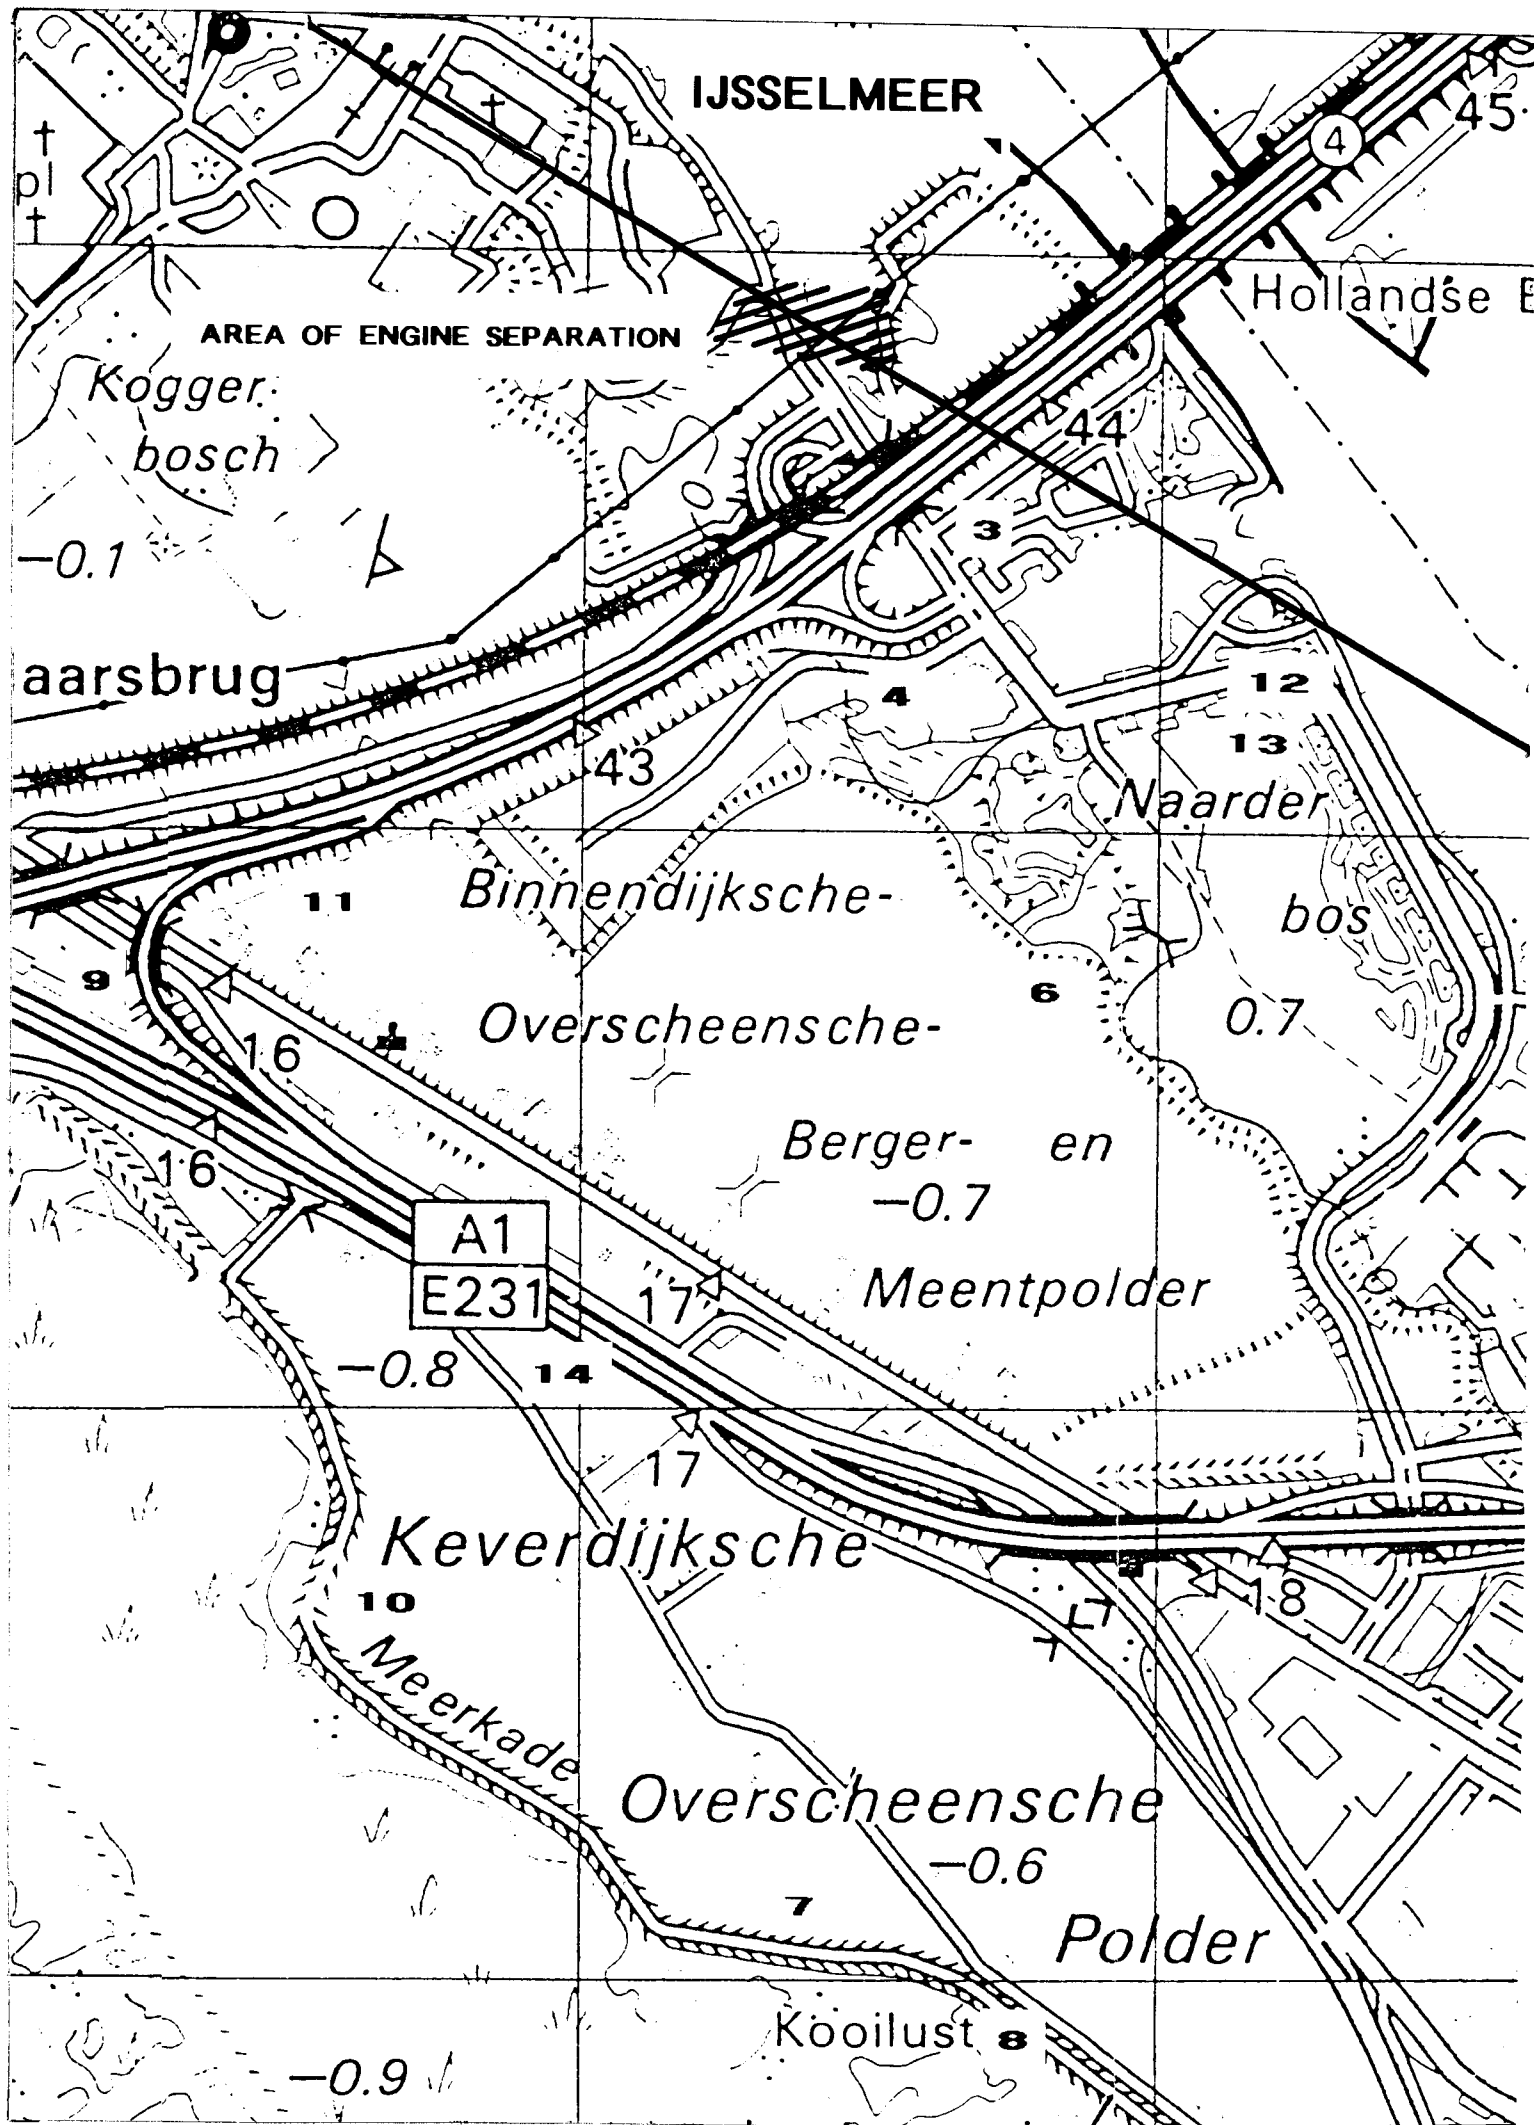 IJSSELMEER
45
4
†
pl
†
Hollandse B
AREA OF ENGINE SEPARATION
Kogger
bosch
44
3
-0.1
aarsbrug
4
12
13
43
Naarder
11
Binnendijksche-
bos
9
6
Overscheensche-
0.7
16
Berger- en
16
-0.7
A1
E231
17
Meentpolder
-0.8
14
17
Keverdijksche
18
10
Meerkade
Overscheensche
-0.6
7
Polder
Kooilust
8
-0.9